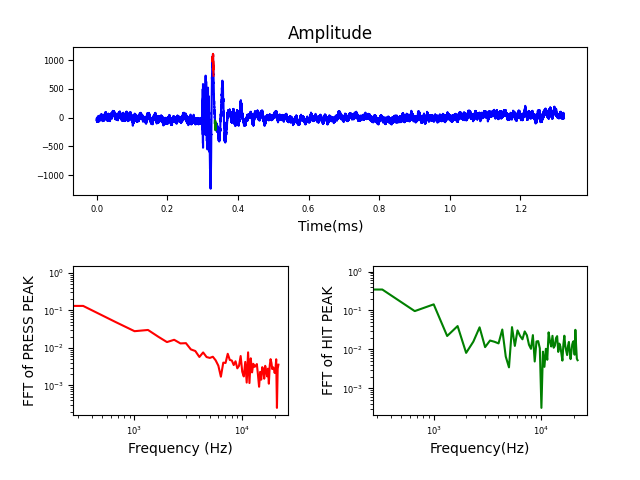 Amplitude
1000
500
0
−500
−1000
0.0 0.2 0.4 0.6 0.8 1.0 1.2
Time(ms)
FFT of PRESS PEAK
10⁰
10⁻¹
10⁻²
10⁻³
10³ 10⁴
Frequency (Hz)
FFT of HIT PEAK
10⁰
10⁻¹
10⁻²
10⁻³
10³ 10⁴
Frequency(Hz)